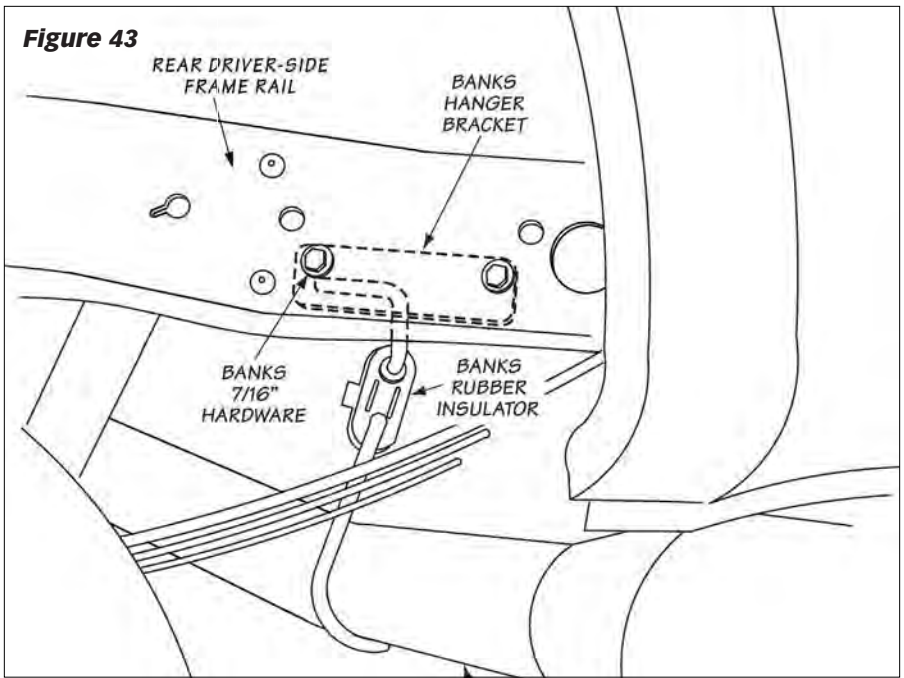 Figure 43
REAR DRIVER-SIDE
FRAME RAIL
BANKS
HANGER
BRACKET
BANKS
7/16"
HARDWARE
BANKS
RUBBER
INSULATOR